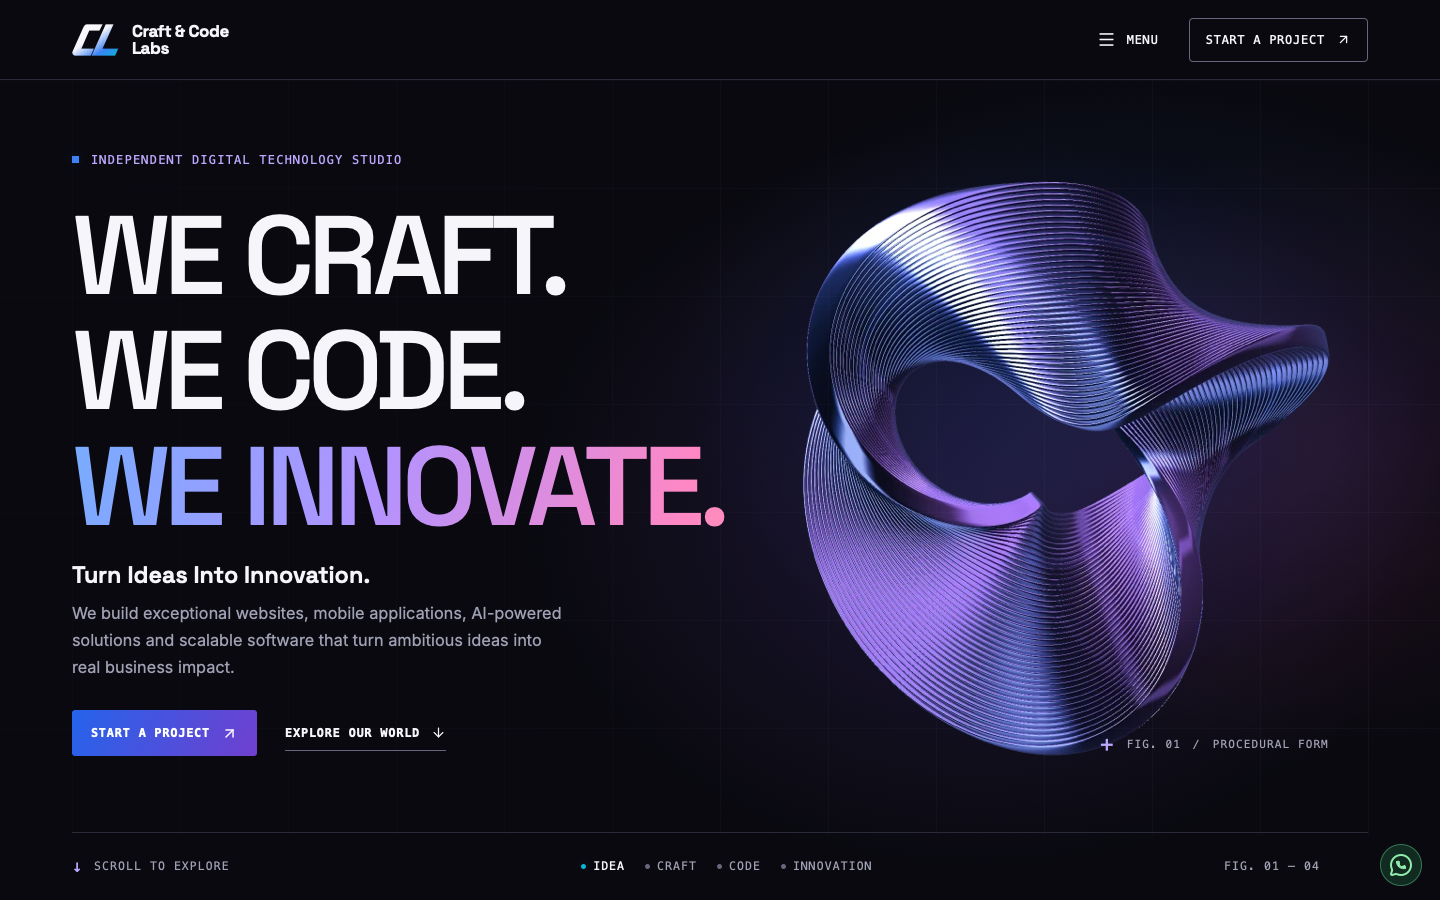 Craft & Code
Labs
MENU
START A PROJECT
INDEPENDENT DIGITAL TECHNOLOGY STUDIO
WE CRAFT.
WE CODE.
WE INNOVATE.
Turn Ideas Into Innovation.
We build exceptional websites, mobile applications, AI-powered
solutions and scalable software that turn ambitious ideas into
real business impact.
START A PROJECT
EXPLORE OUR WORLD
FIG. 01 / PROCEDURAL FORM
SCROLL TO EXPLORE
IDEA
CRAFT
CODE
INNOVATION
FIG. 01 — 04